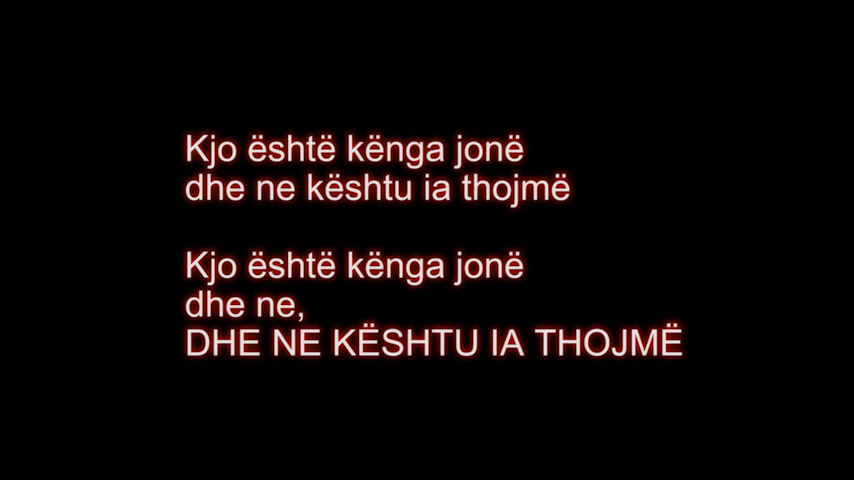 Kjo është kënga jonë
dhe ne kështu ia thojmë
Kjo është kënga jonë
dhe ne,
DHE NE KËSHTU IA THOJMË